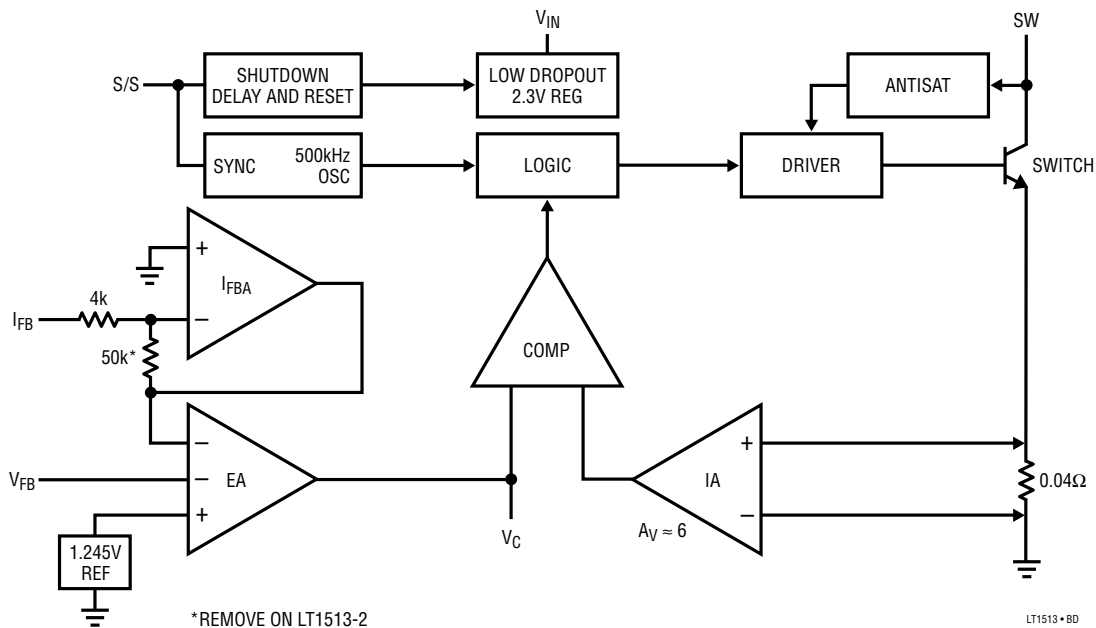 V_IN
SW
S/S
SHUTDOWN
DELAY AND RESET
LOW DROPOUT
2.3V REG
ANTISAT
SYNC
500kHz
OSC
LOGIC
DRIVER
SWITCH
+
I_FBA
−
I_FB
4k
50k*
COMP
−
V_FB
−
EA
+
+
IA
−
0.04Ω
A_V ≈ 6
V_C
1.245V
REF
*REMOVE ON LT1513-2
LT1513 • BD